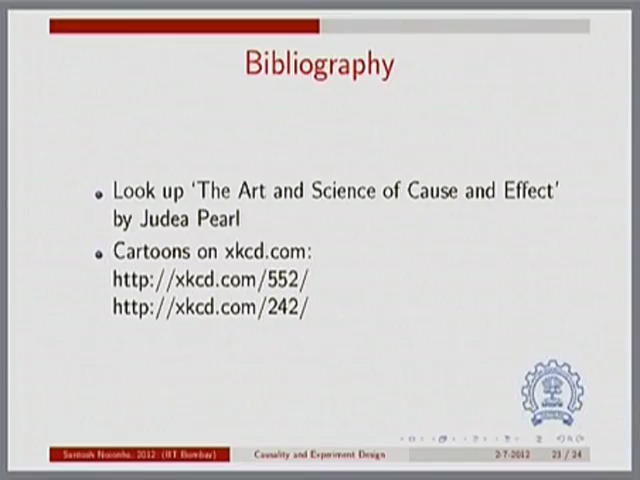 Bibliography
Look up ‘The Art and Science of Cause and Effect’
by Judea Pearl
Cartoons on xkcd.com:
http://xkcd.com/552/
http://xkcd.com/242/
Santosh Noronha, 2012 (IIT Bombay) Causality and Experiment Design 2-7-2012 23 / 24